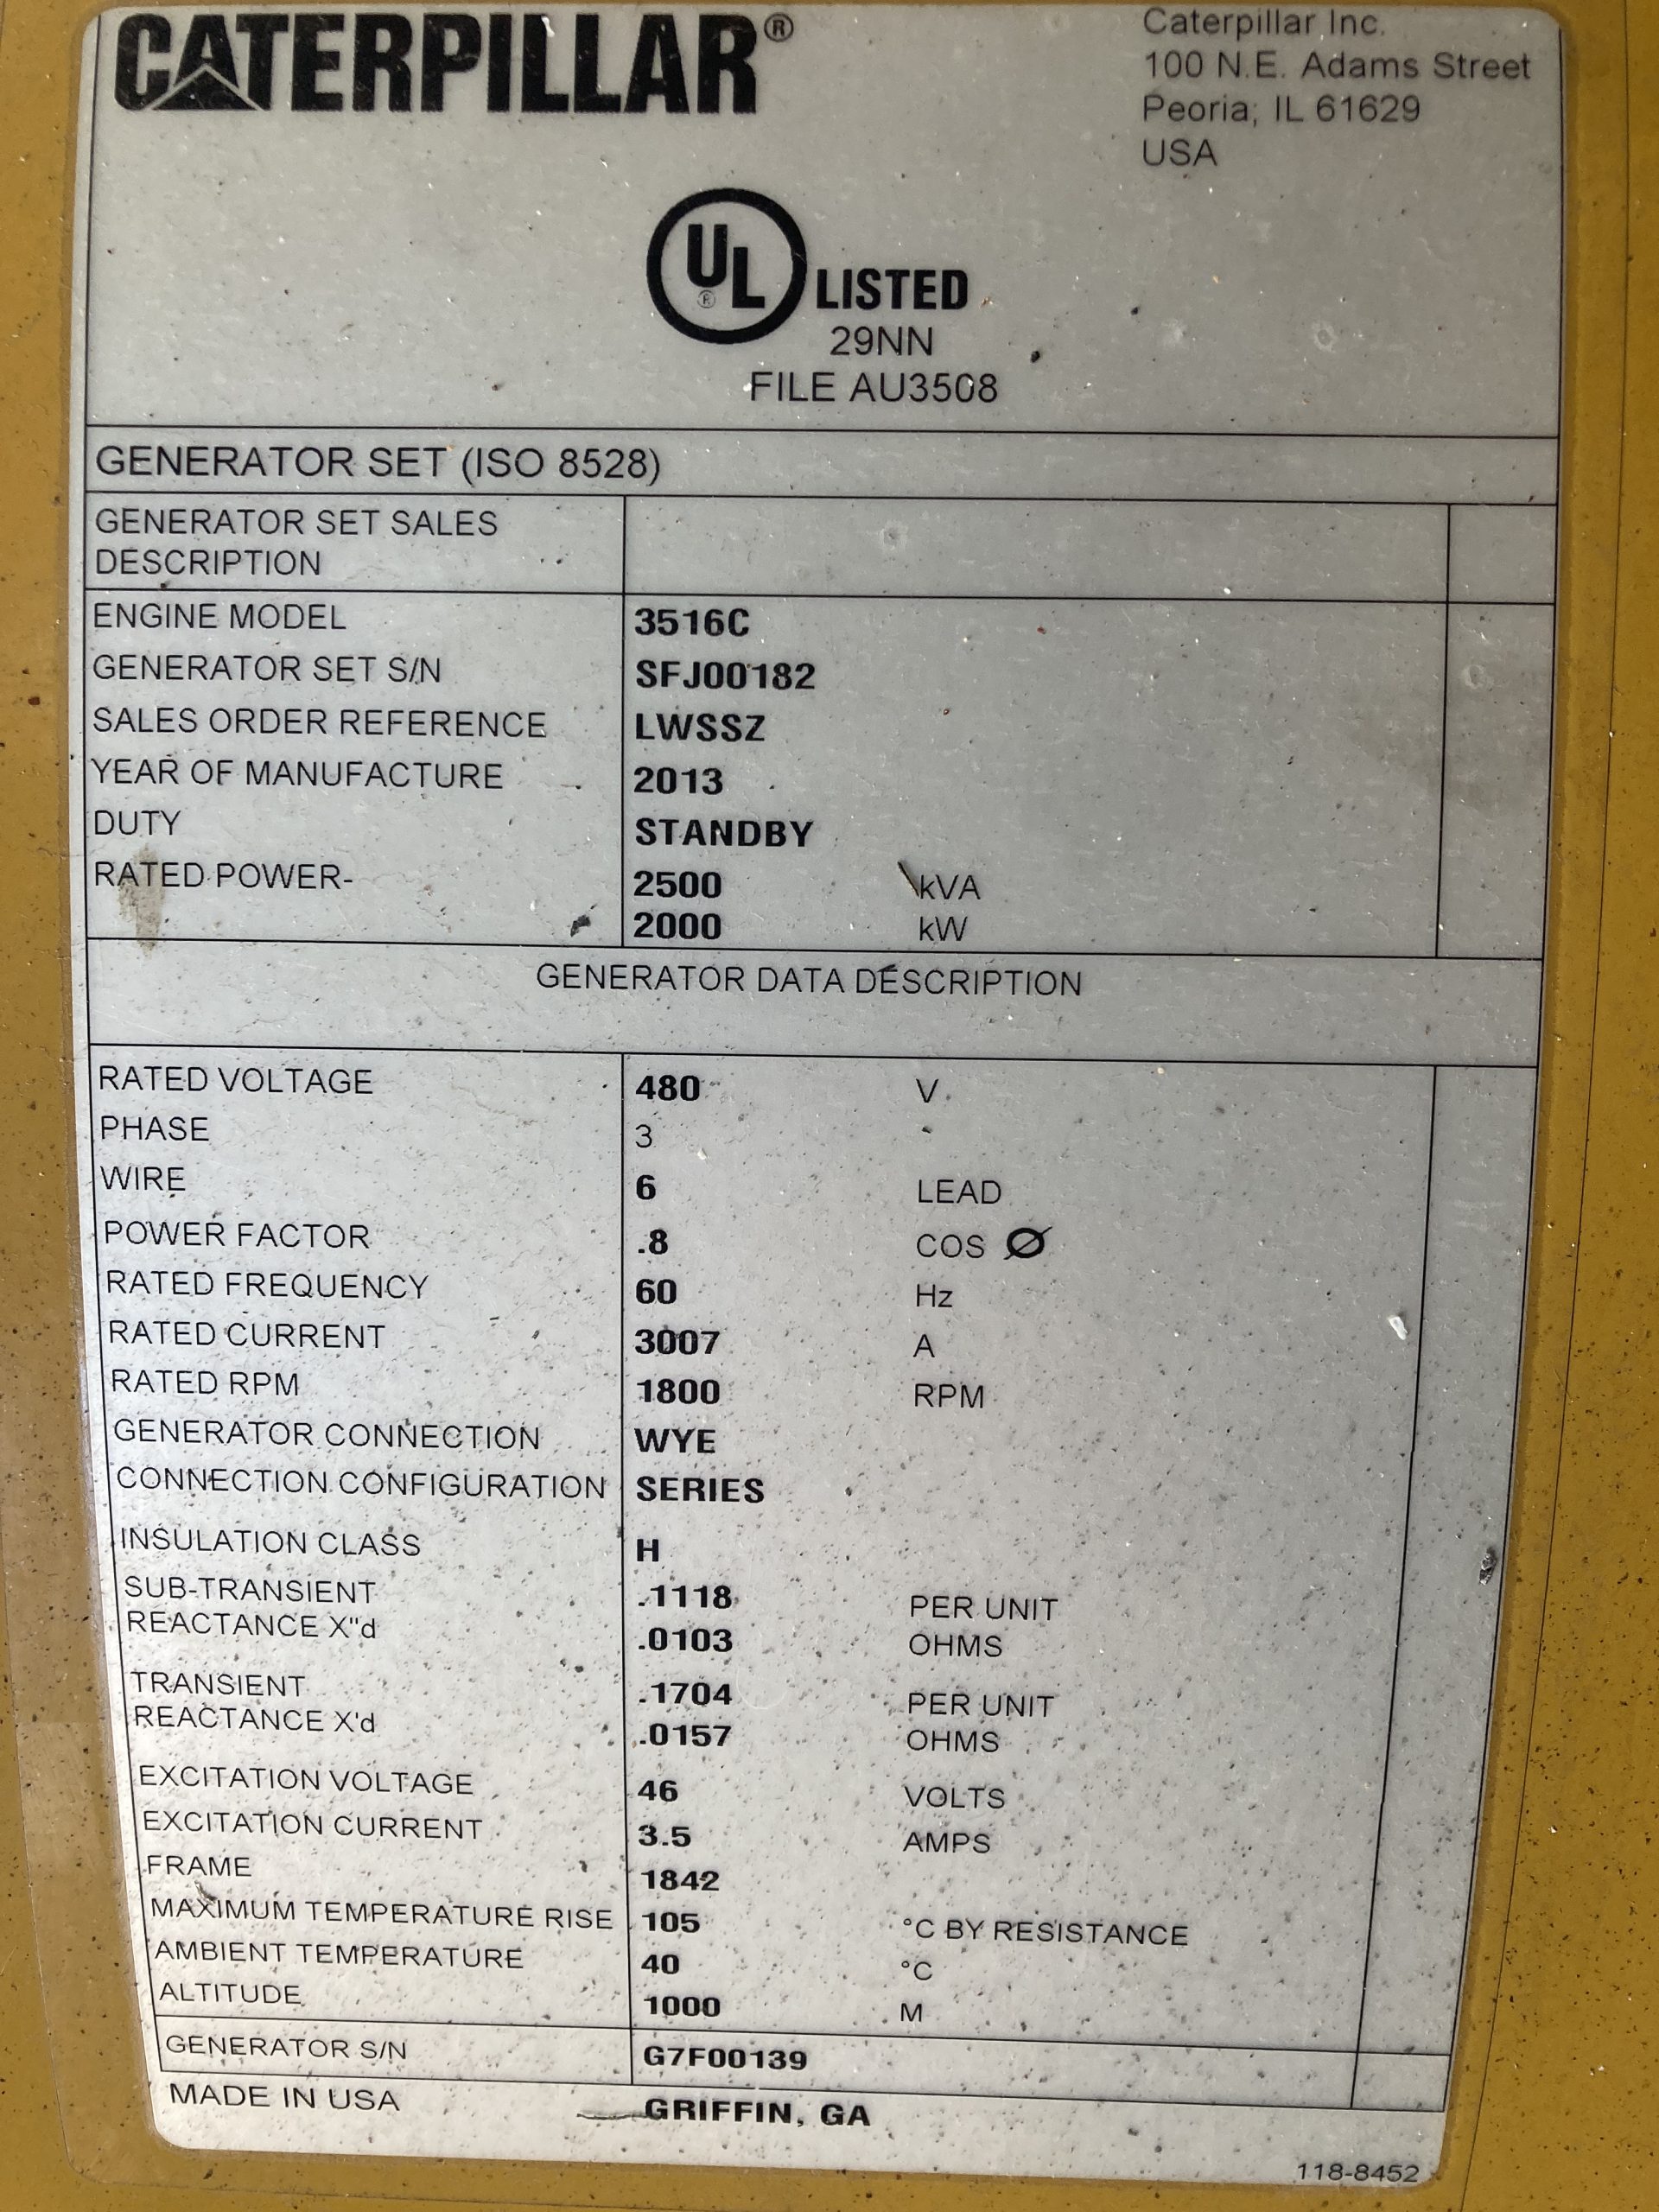 CATERPILLAR®
Caterpillar Inc.
100 N.E. Adams Street
Peoria, IL 61629
USA
UL ® LISTED
29NN
FILE AU3508
GENERATOR SET (ISO 8528)
GENERATOR SET SALES
DESCRIPTION
ENGINE MODEL 3516C
GENERATOR SET S/N SFJ00182
SALES ORDER REFERENCE LWSSZ
YEAR OF MANUFACTURE 2013
DUTY STANDBY
RATED POWER- 2500 kVA
2000 kW
GENERATOR DATA DESCRIPTION
RATED VOLTAGE 480 V
PHASE 3
WIRE 6 LEAD
POWER FACTOR .8 COS Ø
RATED FREQUENCY 60 Hz
RATED CURRENT 3007 A
RATED RPM 1800 RPM
GENERATOR CONNECTION WYE
CONNECTION CONFIGURATION SERIES
INSULATION CLASS H
SUB-TRANSIENT .1118 PER UNIT
REACTANCE X"d .0103 OHMS
TRANSIENT .1704 PER UNIT
REACTANCE X'd .0157 OHMS
EXCITATION VOLTAGE 46 VOLTS
EXCITATION CURRENT 3.5 AMPS
FRAME 1842
MAXIMUM TEMPERATURE RISE 105 °C BY RESISTANCE
AMBIENT TEMPERATURE 40 °C
ALTITUDE 1000 M
GENERATOR S/N G7F00139
MADE IN USA GRIFFIN, GA
118-8452